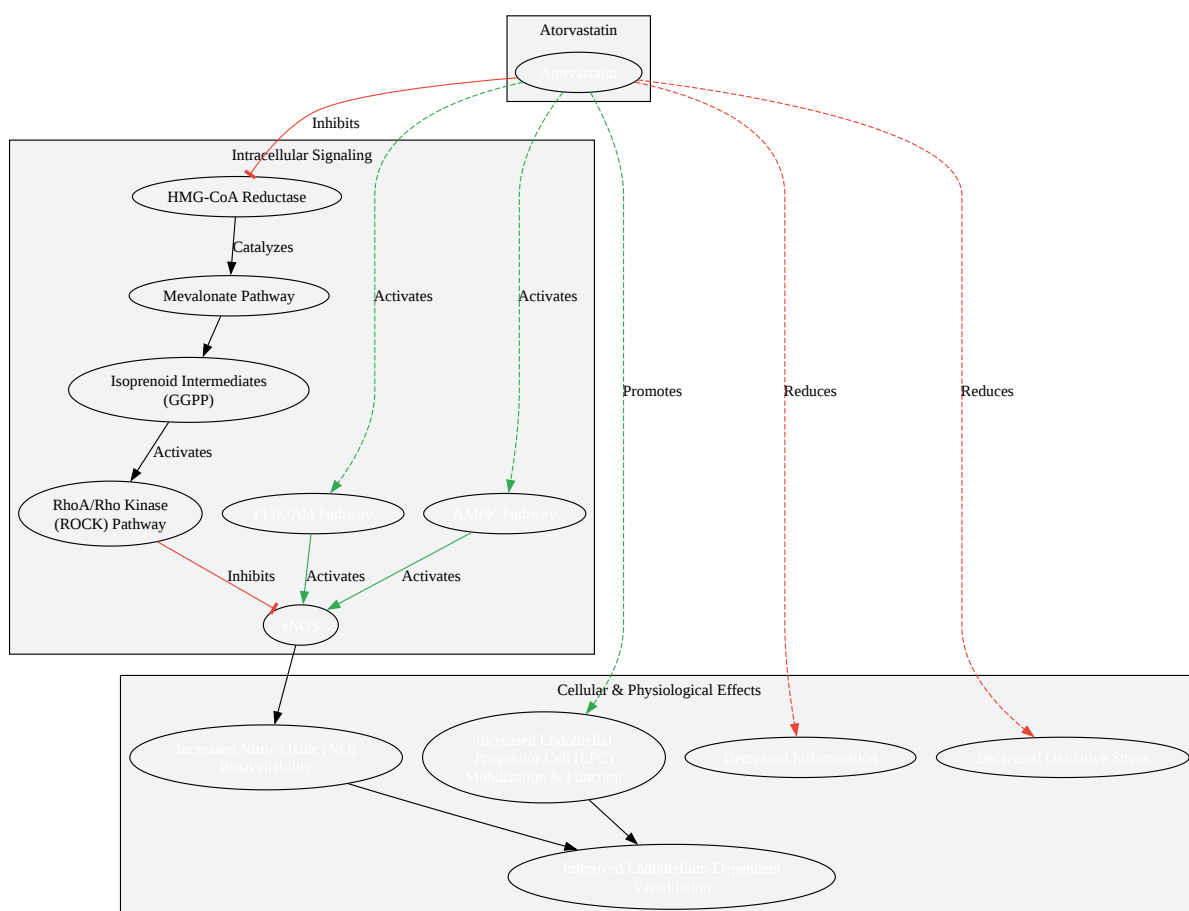 Atorvastatin
Atorvastatin
Inhibits
Intracellular Signaling
HMG-CoA Reductase
Catalyzes
Mevalonate Pathway
Activates
Activates
Isoprenoid Intermediates
(GGPP)
Promotes
Reduces
Reduces
Activates
RhoA/Rho Kinase
(ROCK) Pathway
PI3K/Akt Pathway
AMPK Pathway
Inhibits
Activates
Activates
eNOS
Cellular & Physiological Effects
Increased Nitric Oxide (NO)
Bioavailability
Increased Endothelial
Progenitor Cell (EPC)
Mobilization & Function
Decreased Inflammation
Decreased Oxidative Stress
Improved Endothelium-Dependent
Vasodilation